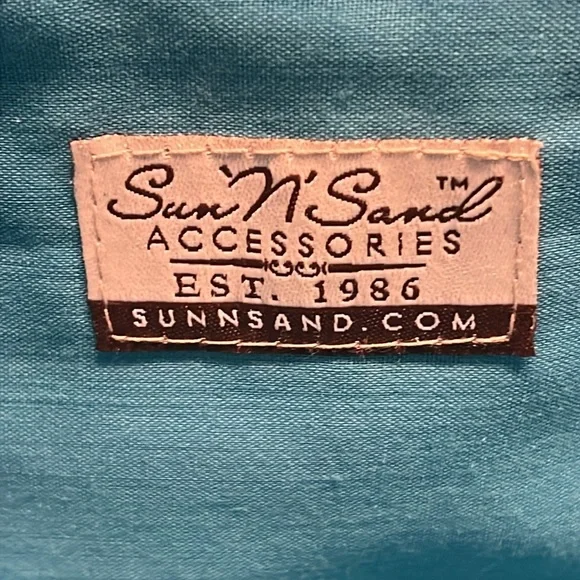 Sun 'N' Sand™
ACCESSORIES
EST. 1986
SUNNSAND.COM